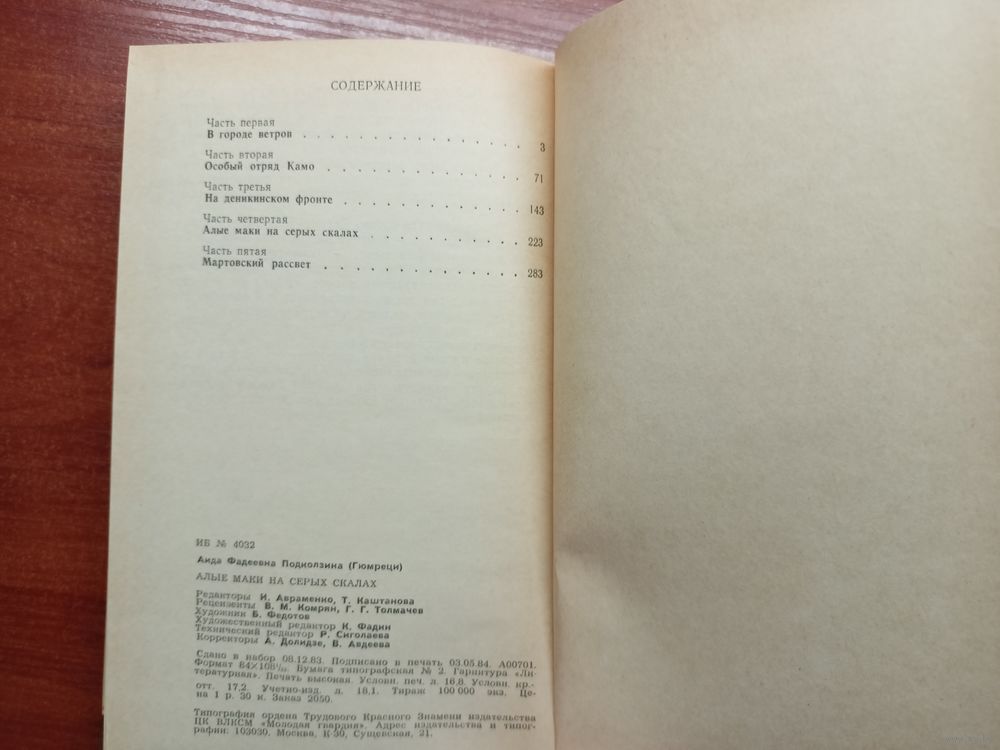 СОДЕРЖАНИЕ
Часть первая
В городе ветров . . . . . . . . . . . . . . . 3
Часть вторая
Особый отряд Камо . . . . . . . . . . . . . 71
Часть третья
На деникинском фронте . . . . . . . . . . . . 143
Часть четвертая
Алые маки на серых скалах . . . . . . . . . . 223
Часть пятая
Мартовский рассвет . . . . . . . . . . . . . 283
ИБ № 4032
Аида Фадеевна Подколзина (Гюмреци)
АЛЫЕ МАКИ НА СЕРЫХ СКАЛАХ
Редакторы И. Авраменко, Т. Каштанова
Рецензенты В. М. Комрян, Г. Г. Толмачев
Художник Б. Федотов
Художественный редактор К. Фадин
Технический редактор Р. Сиголаева
Корректоры А. Долидзе, В. Авдеева
Сдано в набор 08.12.83. Подписано в печать 03.05.84. А00701.
Формат 84×108¹/₃₂. Бумага типографская № 2. Гарнитура «Ли-
тературная». Печать высокая. Условн. печ. л. 16,8. Условн. кр.-
отт. 17,2. Учетно-изд. л. 18,1. Тираж 100 000 экз. Це-
на 1 р. 30 к. Заказ 2050.
Типография ордена Трудового Красного Знамени издательства
ЦК ВЛКСМ «Молодая гвардия». Адрес издательства и типог-
рафии: 103030, Москва, К-30, Сущевская, 21.